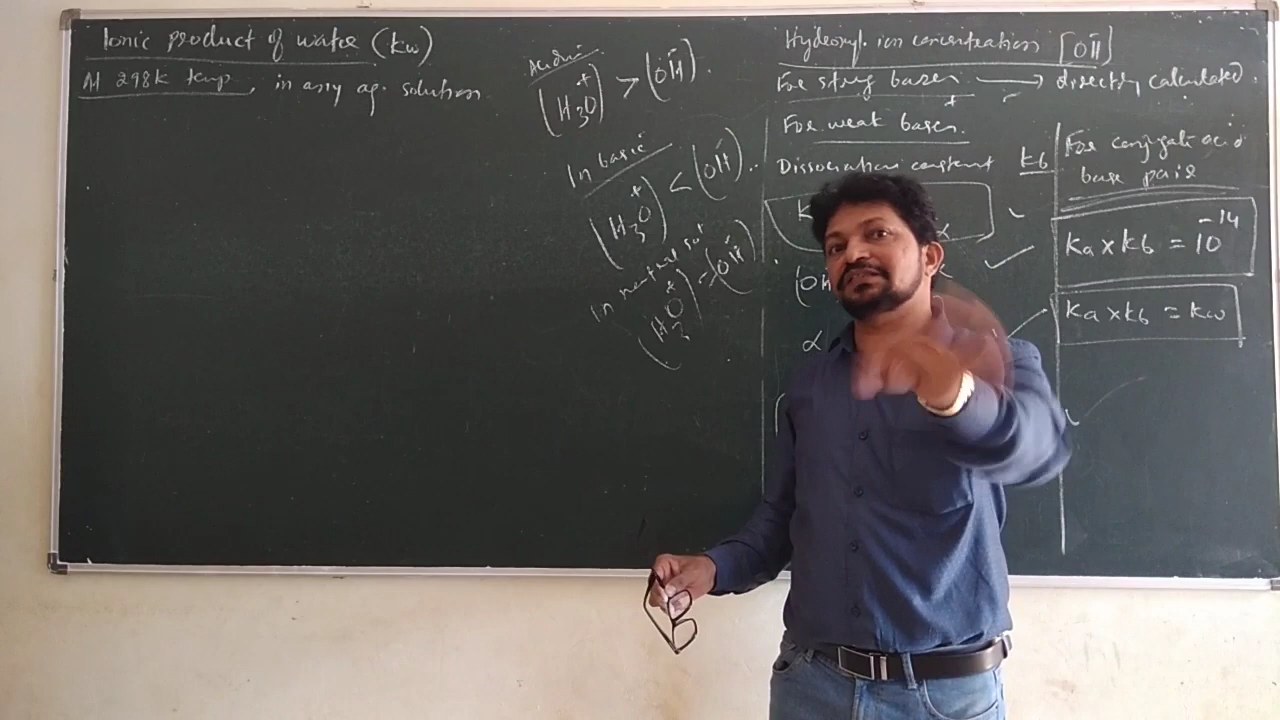 Ionic product of water (Kw)
At 298K temp, in any aq. solution.
Acidic
[H3O+] > [OH-].
In basic
[H3O+] < [OH-].
In neutral sol
[H3O+] = [OH-].
Hydroxyl ion concentration [OH-]
For strong bases → directly calculated.
For weak bases.
Dissociation constant Kb
K
α
[OH
α
For conjugate acid
base pairs
Ka x Kb = 10-14
Ka x Kb = Kw